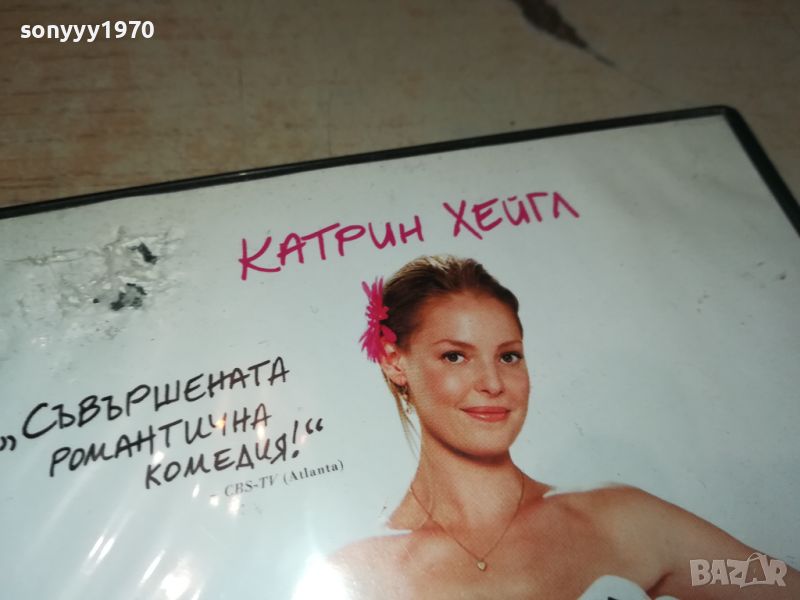 sonyyy1970
КАТРИН ХЕЙГЛ
„СЪВЪРШЕНАТА
РОМАНТИЧНА
КОМЕДИЯ!“
- CBS-TV (Atlanta)
BAZAR